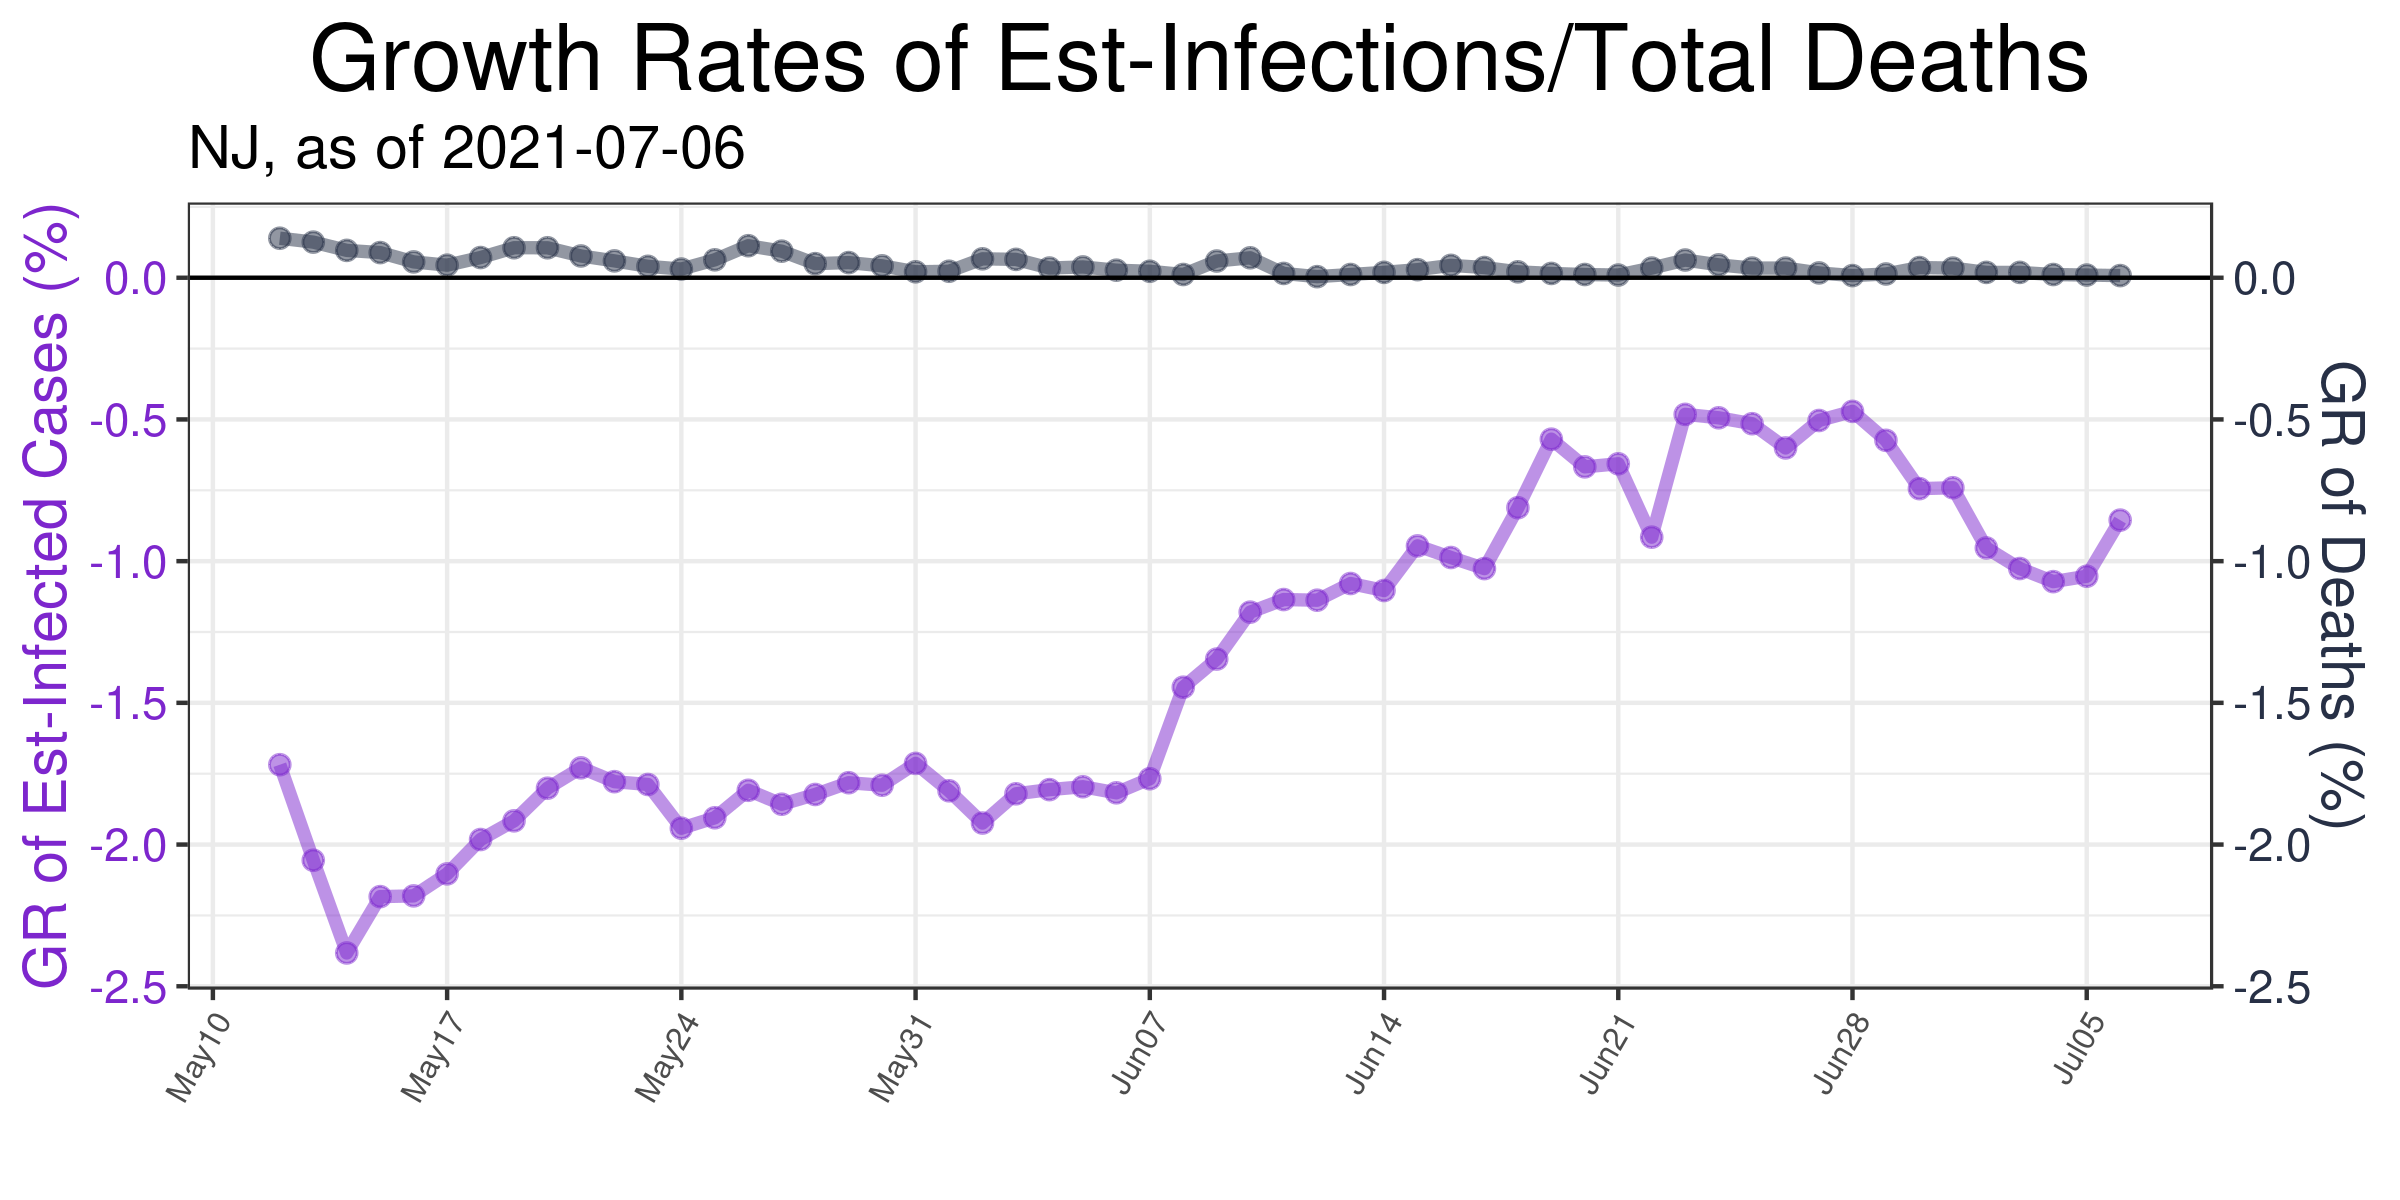 Growth Rates of Est-Infections/Total Deaths
NJ, as of 2021-07-06
GR of Est-Infected Cases (%)
0.0
-0.5
-1.0
-1.5
-2.0
-2.5
0.0
-0.5
-1.0
-1.5
-2.0
-2.5
GR of Deaths (%)
May10
May17
May24
May31
Jun07
Jun14
Jun21
Jun28
Jul05